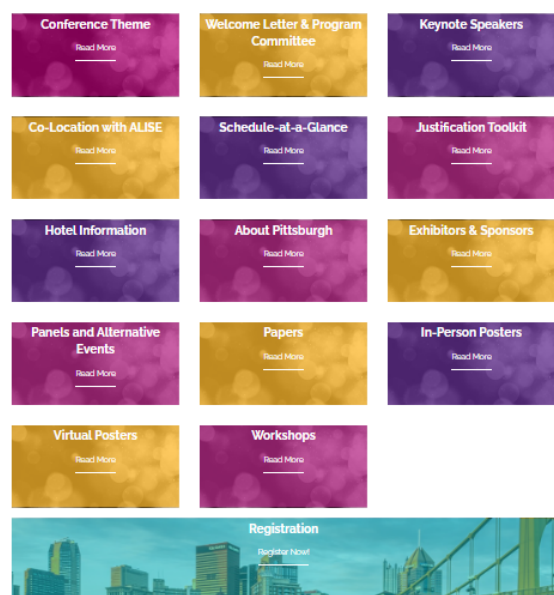 Conference Theme
Read More
Welcome Letter & Program
Committee
Read More
Keynote Speakers
Read More
Co-Location with ALISE
Read More
Schedule-at-a-Glance
Read More
Justification Toolkit
Read More
Hotel Information
Read More
About Pittsburgh
Read More
Exhibitors & Sponsors
Read More
Panels and Alternative
Events
Read More
Papers
Read More
In-Person Posters
Read More
Virtual Posters
Read More
Workshops
Read More
Registration
Register Now!